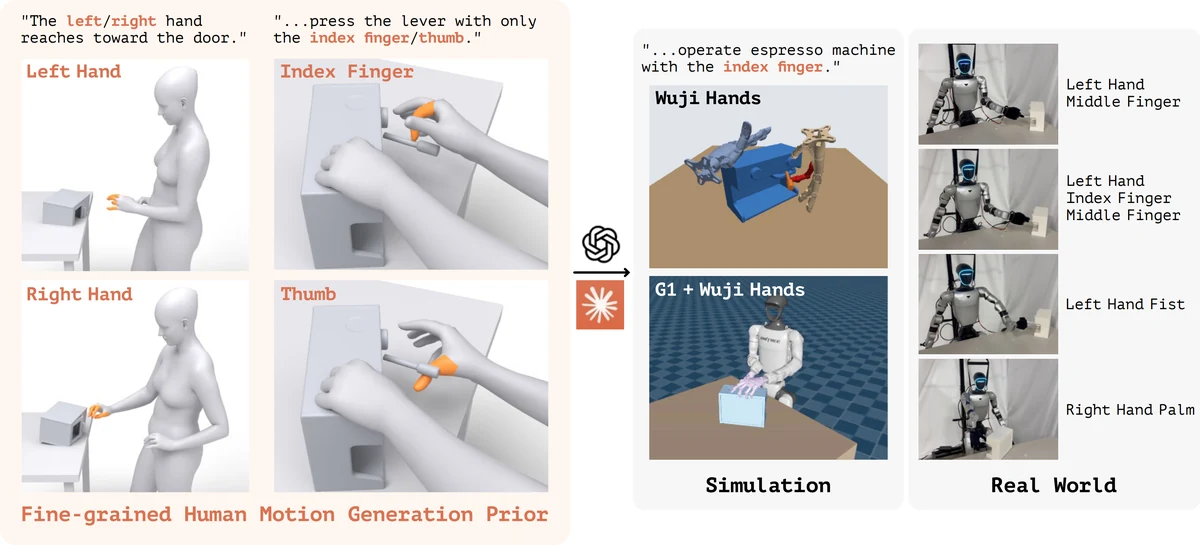 "The left/right hand
reaches toward the door."
Left Hand
Right Hand
"...press the lever with only
the index finger/thumb."
Index Finger
Thumb
Fine-grained Human Motion Generation Prior
"...operate espresso machine
with the index finger."
Wuji Hands
G1 + Wuji Hands
Simulation
Left Hand
Middle Finger
Left Hand
Index Finger
Middle Finger
Left Hand Fist
Right Hand Palm
Real World